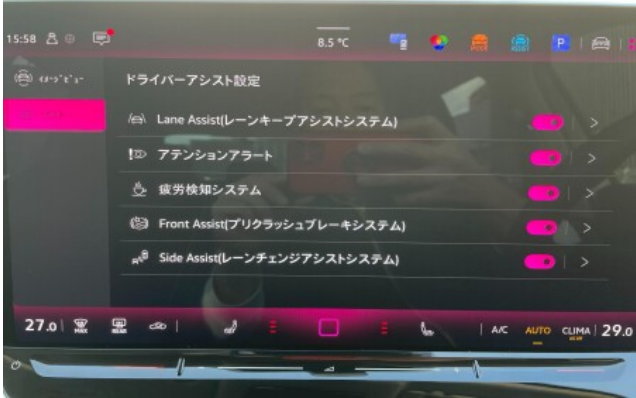 15:58
8.5 °C
P
ドライバーアシスト設定
Lane Assist(レーンキープアシストシステム)
アテンションアラート
疲労検知システム
Front Assist(プリクラッシュブレーキシステム)
Side Assist(レーンチェンジアシストシステム)
27.0 MAX REAR A/C AUTO CLIMA 29.0